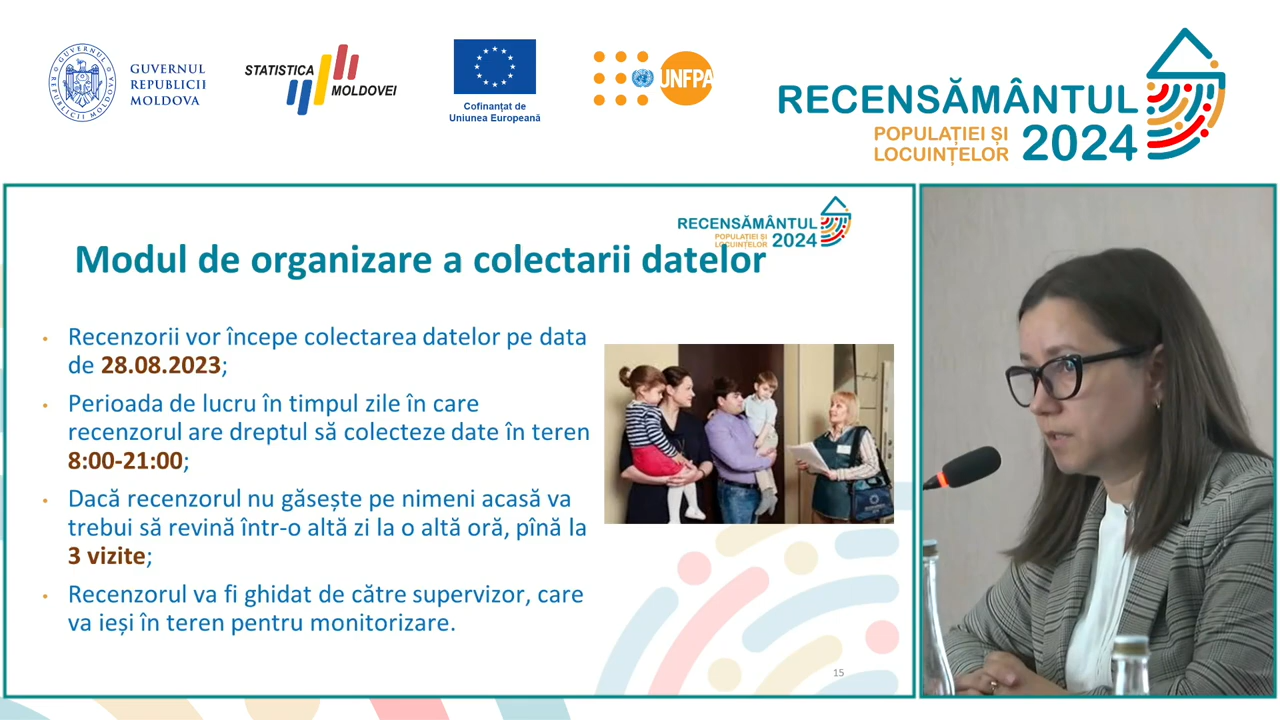 GUVERNUL
REPUBLICII
MOLDOVA
STATISTICA
MOLDOVEI
Cofinanțat de
Uniunea Europeană
UNFPA
RECENSĂMÂNTUL
POPULAȚIEI ȘI
LOCUINȚELOR
2024
RECENSĂMÂNTUL
POPULAȚIEI ȘI
LOCUINȚELOR
2024
Modul de organizare a colectarii datelor
• Recenzorii vor începe colectarea datelor pe data
de 28.08.2023;
• Perioada de lucru în timpul zile în care
recenzorul are dreptul să colecteze date în teren
8:00-21:00;
• Dacă recenzorul nu găsește pe nimeni acasă va
trebui să revină într-o altă zi la o altă oră, pînă la
3 vizite;
• Recenzorul va fi ghidat de către supervizor, care
va ieși în teren pentru monitorizare.
15